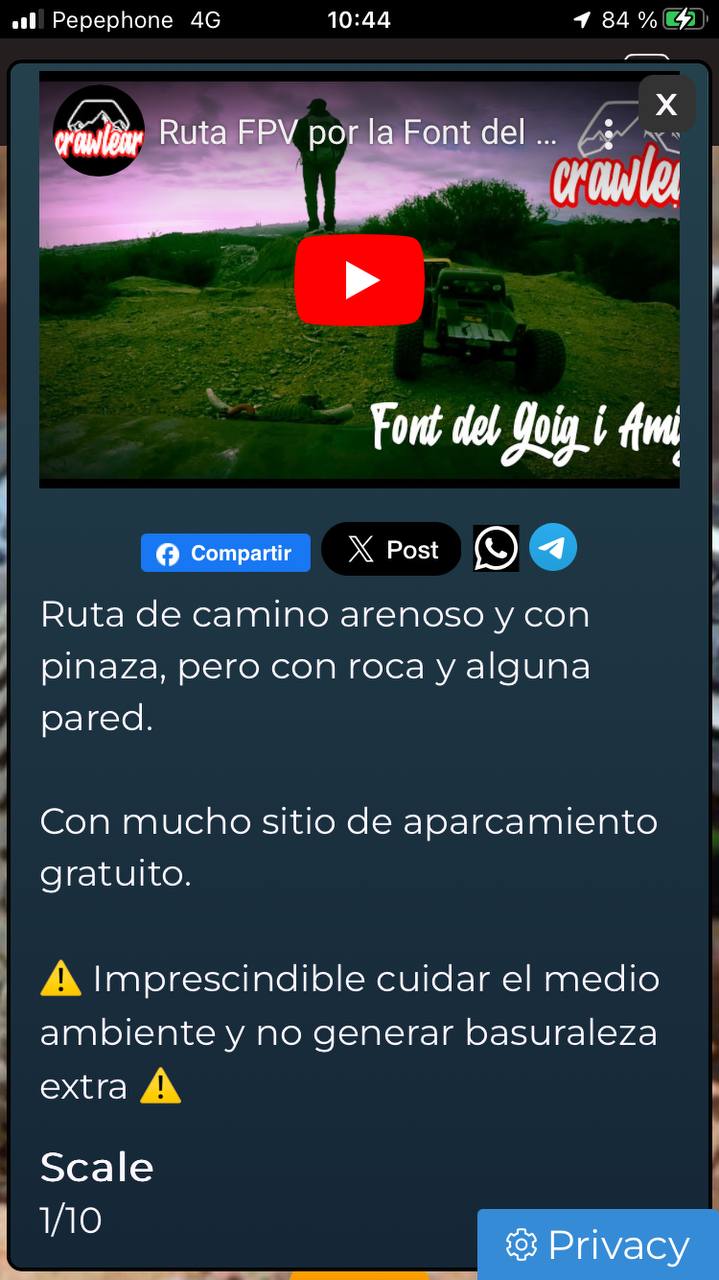 Pepephone 4G 10:44 84 %
X
crawlear
Ruta FPV por la Font del ...
Font del Goig i Ami
Compartir
Post
Ruta de camino arenoso y con
pinaza, pero con roca y alguna
pared.
Con mucho sitio de aparcamiento
gratuito.
⚠️ Imprescindible cuidar el medio
ambiente y no generar basuraleza
extra ⚠️
Scale
1/10
Privacy